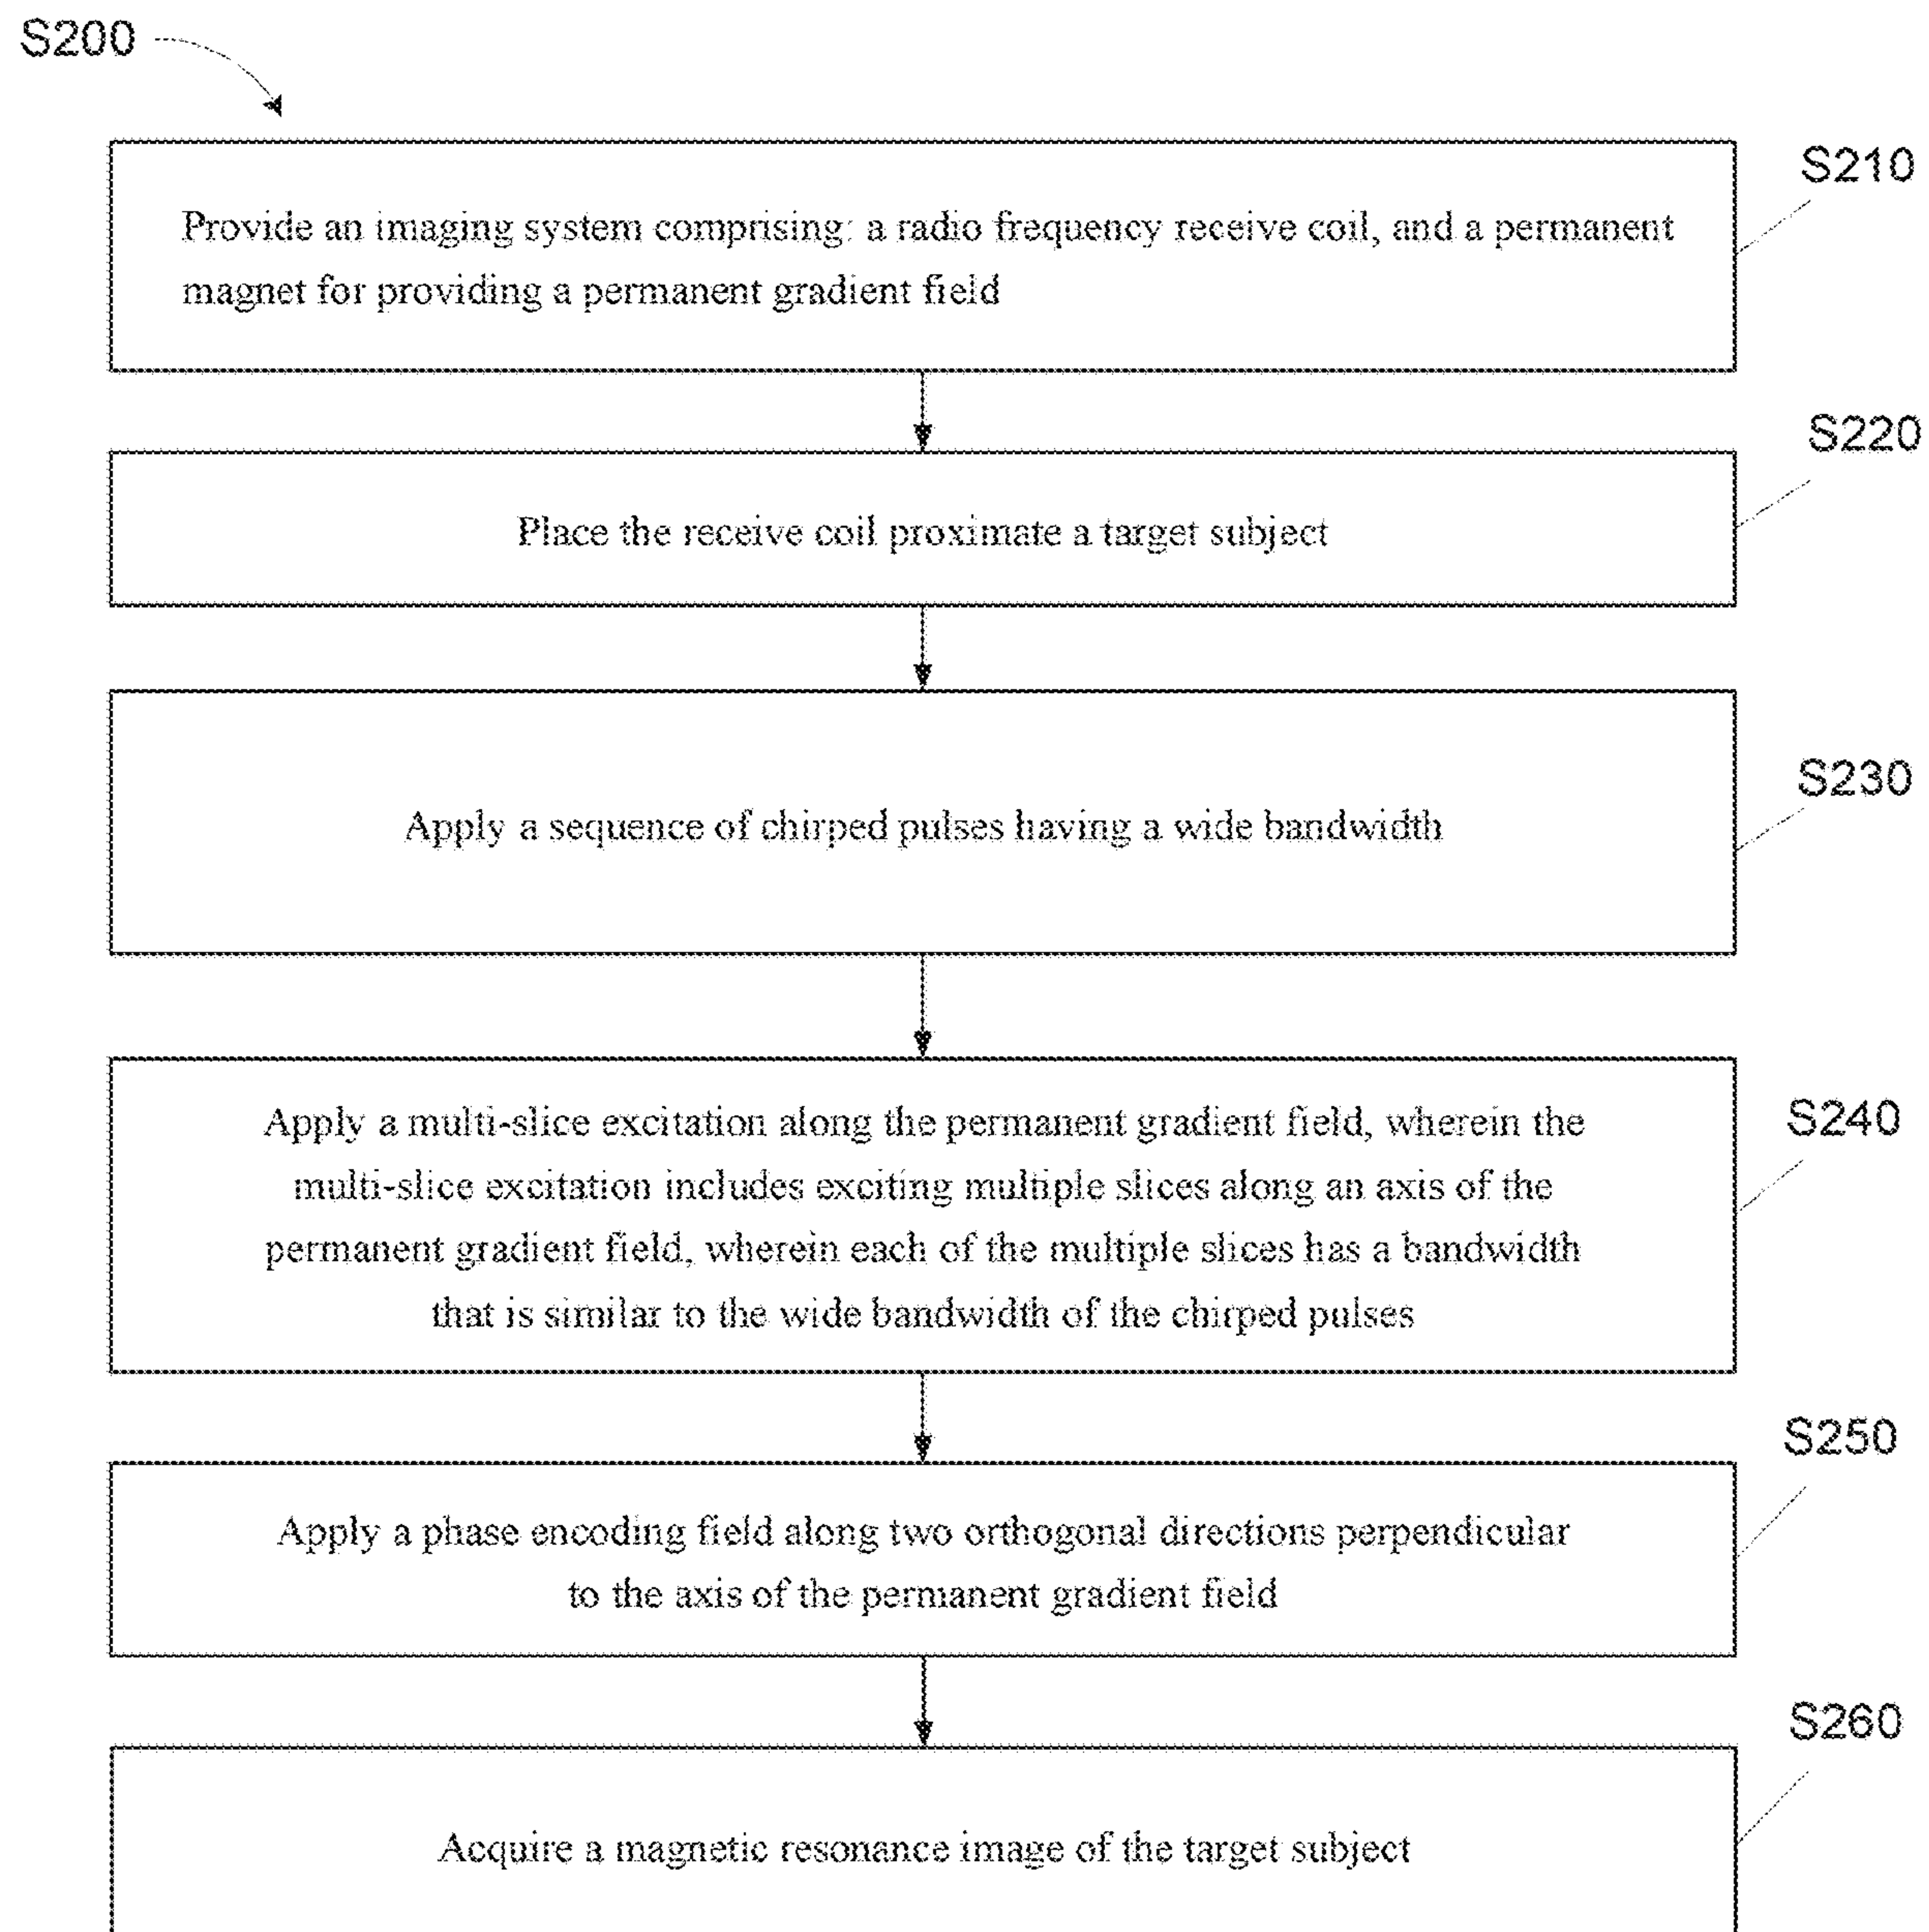 S200
S210
Provide an imaging system comprising: a radio frequency receive coil, and a permanent
magnet for providing a permanent gradient field
S220
Place the receive coil proximate a target subject
S230
Apply a sequence of chirped pulses having a wide bandwidth
S240
Apply a multi-slice excitation along the permanent gradient field, wherein the
multi-slice excitation includes exciting multiple slices along an axis of the
permanent gradient field, wherein each of the multiple slices has a bandwidth
that is similar to the wide bandwidth of the chirped pulses
S250
Apply a phase encoding field along two orthogonal directions perpendicular
to the axis of the permanent gradient field
S260
Acquire a magnetic resonance image of the target subject